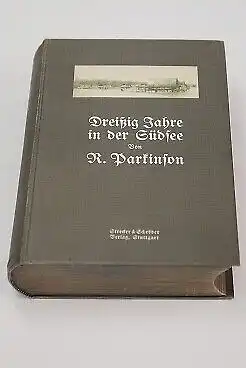 Dreißig Jahre
in der Südsee
Von
R. Parkinson
Strecker & Schröder
Verlag, Stuttgart